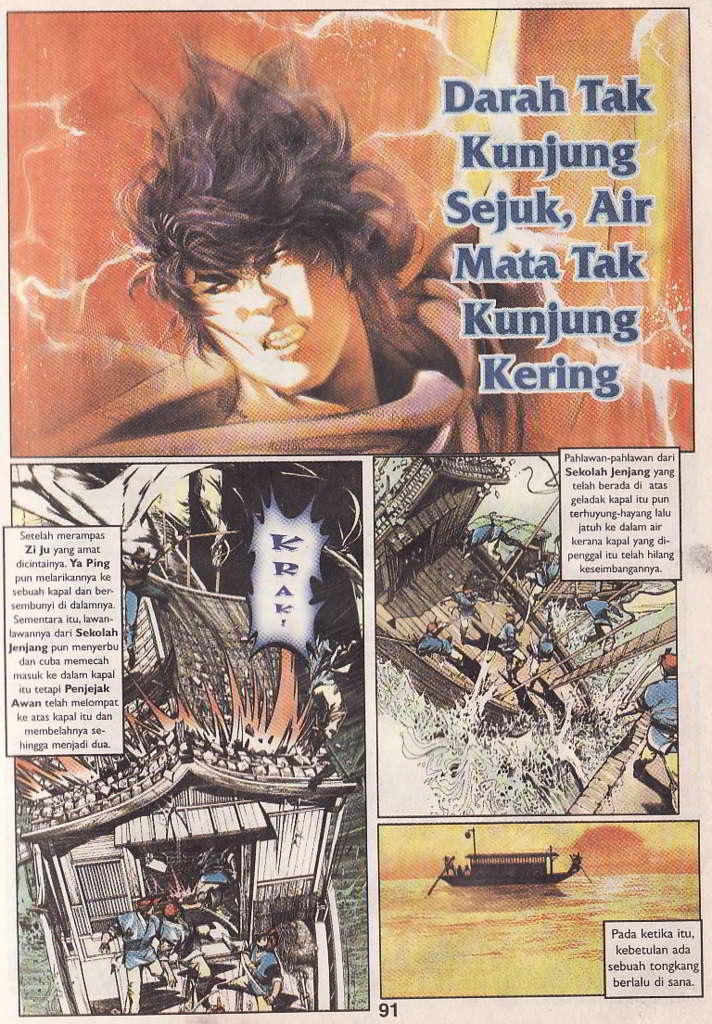 Darah Tak
Kunjung
Sejuk, Air
Mata Tak
Kunjung
Kering
Setelah merampas
Zi Ju yang amat
dicintainya. Ya Ping
pun melarikannya ke
sebuah kapal dan ber-
sembunyi di dalamnya.
Sementara itu, lawan-
lawannya dari Sekolah
Jenjang pun menyerbu
dan cuba memecah
masuk ke dalam kapal
itu tetapi Penjejak
Awan telah melompat
ke atas kapal itu dan
membelahnya se-
hingga menjadi dua.
KRAK!
Pahlawan-pahlawan dari
Sekolah Jenjang yang
telah berada di atas
geladak kapal itu pun
terhuyung-hayang lalu
jatuh ke dalam air
kerana kapal yang di-
penggal itu telah hilang
keseimbangannya.
Pada ketika itu,
kebetulan ada
sebuah tongkang
berlalu di sana.
91